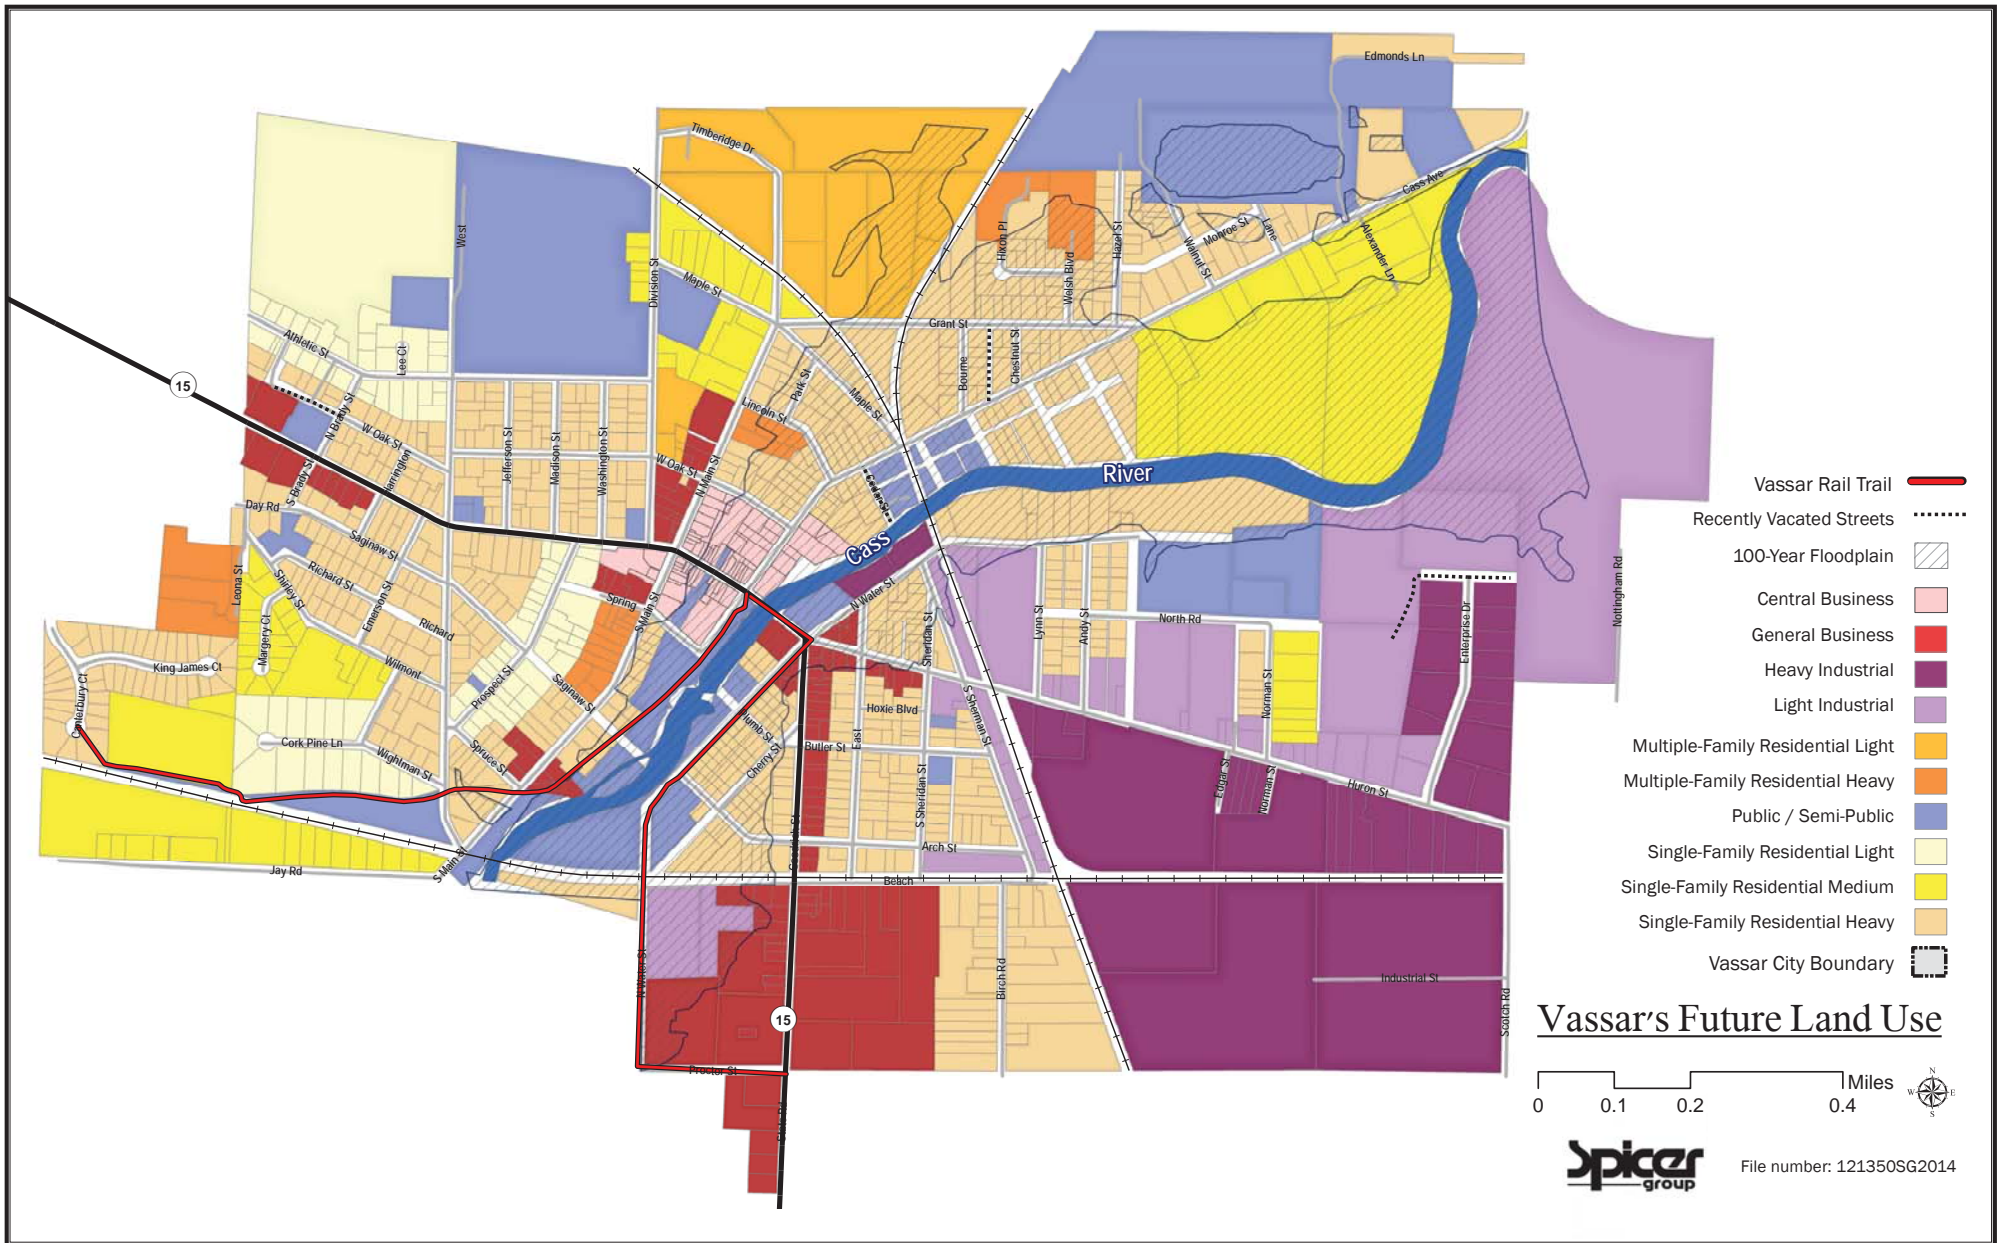 Edmonds Ln
Timberidge Dr
Cass Ave
West
Division St
Maple St
Hixon Pl
Welsh Blvd
Hazel St
Walnut St
Monroe St
Lane
Alexander Ln
Athletic St
Lee Ct
Grant St
Bourne
Chestnut St
15
Park St
Maple St
Lincoln St
N Brady St
W Oak St
Harrington
S Brady St
Jefferson St
Madison St
Washington St
W Oak St
N Main St
Cedar St
River
Cass
Day Rd
Saginaw St
Leona St
Shirley St
Richard St
Emerson St
Richard
Spring
S Main St
N Water St
Sheridan St
Lynn St
Andy St
North Rd
Enterprise Dr
Nottingham Rd
Margery Ct
King James Ct
Canterbury Ct
Wilmont
Prospect St
Saginaw St
Norman St
Hoxie Blvd
S Sherman St
Plumb St
Cherry St
Butler St
East
Cork Pine Ln
Wightman St
Spruce St
S Sheridan St
Edgar St
Norman St
Huron St
Goodrich St
Arch St
Jay Rd
S Main St
Beach
N Water St
Birch Rd
Industrial St
Scotch Rd
15
Proctor St
State Rd
Vassar Rail Trail
Recently Vacated Streets
100-Year Floodplain
Central Business
General Business
Heavy Industrial
Light Industrial
Multiple-Family Residential Light
Multiple-Family Residential Heavy
Public / Semi-Public
Single-Family Residential Light
Single-Family Residential Medium
Single-Family Residential Heavy
Vassar City Boundary
Vassar's Future Land Use
Miles
0 0.1 0.2 0.4
N
W E
S
Spicer
group
File number: 121350SG2014